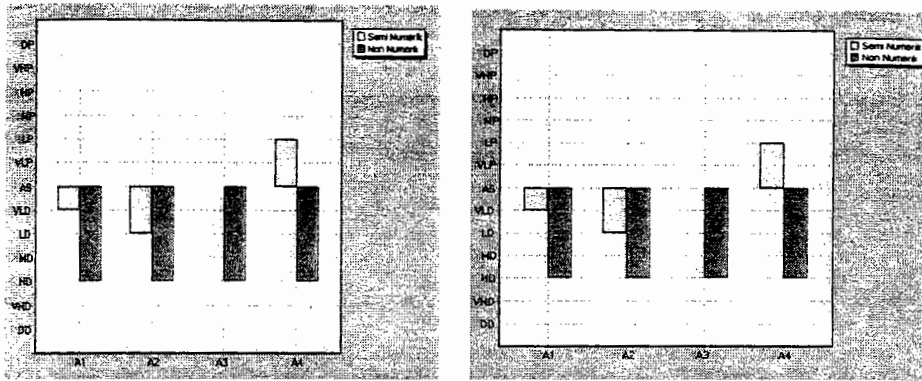 DP
VHP
HP
MP
LP
VLP
AS
VLD
LD
MD
HD
VHD
DD
A1 A2 A3 A4
Semi Numerik
Non Numerik
DP
VHP
HP
MP
LP
VLP
AS
VLD
LD
MD
HD
VHD
DD
A1 A2 A3 A4
Semi Numerik
Non Numerik